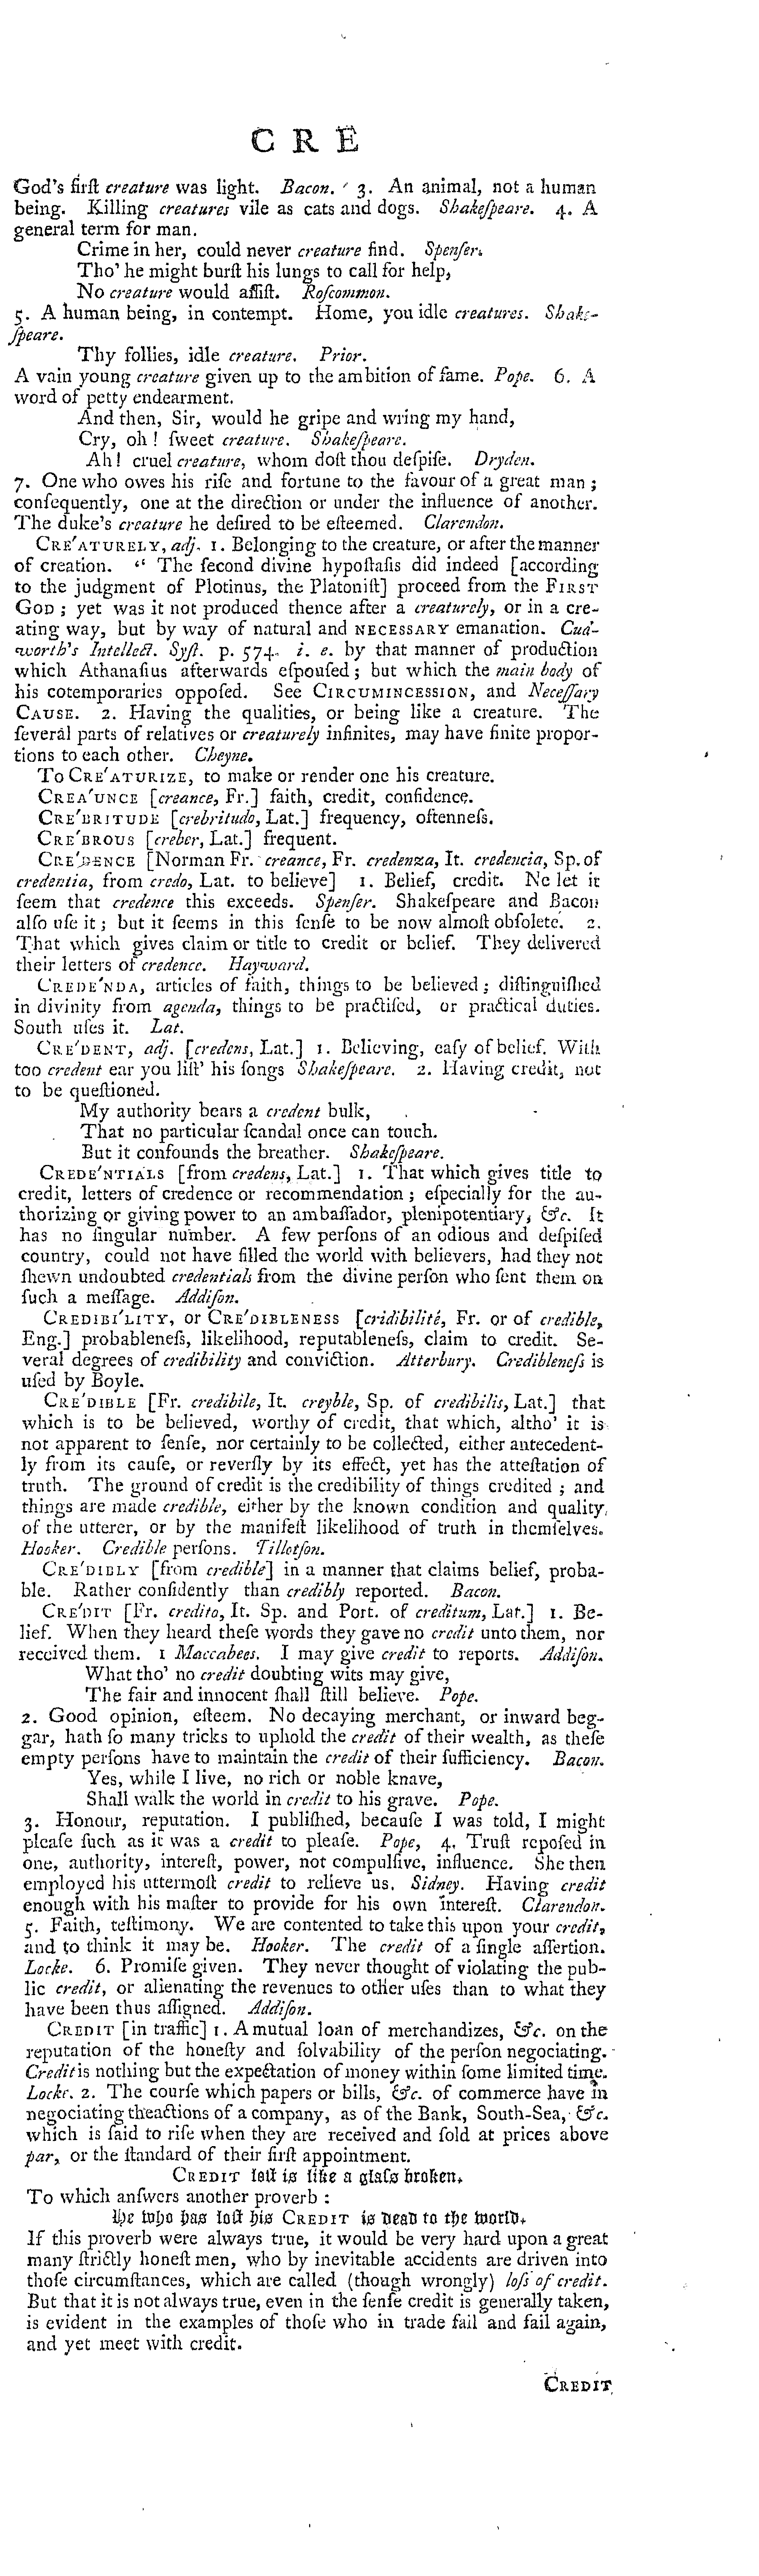 C R E
God's firſt creature was light. Bacon. 3. An animal, not a human
being. Killing creatures vile as cats and dogs. Shakeſpeare. 4. A
general term for man.
Crime in her, could never creature find. Spenſer.
Tho' he might burſt his lungs to call for help,
No creature would aſſiſt. Roſcommon.
5. A human being, in contempt. Home, you idle creatures. Shake-
ſpeare.
Thy follies, idle creature. Prior.
A vain young creature given up to the ambition of fame. Pope. 6. A
word of petty endearment.
And then, Sir, would he gripe and wring my hand,
Cry, oh! ſweet creature. Shakeſpeare.
Ah! cruel creature, whom doſt thou deſpiſe. Dryden.
7. One who owes his riſe and fortune to the favour of a great man;
conſequently, one at the direction or under the influence of another.
The duke's creature he deſired to be eſteemed. Clarendon.
CRE'ATURELY, adj. 1. Belonging to the creature, or after the manner
of creation. “ The ſecond divine hypoſtaſis did indeed [according
to the judgment of Plotinus, the Platoniſt] proceed from the FIRST
GOD; yet was it not produced thence after a creaturely, or in a cre-
ating way, but by way of natural and NECESSARY emanation. Cud-
worth's Intellect. Syſt. p. 574. i. e. by that manner of production
which Athanaſius afterwards eſpouſed; but which the main body of
his cotemporaries oppoſed. See CIRCUMINCESSION, and Neceſſary
CAUSE. 2. Having the qualities, or being like a creature. The
ſeveral parts of relatives or creaturely infinites, may have finite propor-
tions to each other. Cheyne.
To CRE'ATURIZE, to make or render one his creature.
CREA'UNCE [creance, Fr.] faith, credit, confidence.
CRE'BRITUDE [crebritudo, Lat.] frequency, oftenneſs.
CRE'BROUS [creber, Lat.] frequent.
CRE'DENCE [Norman Fr. creance, Fr. credenza, It. credencia, Sp. of
credentia, from credo, Lat. to believe] 1. Belief, credit. Ne let it
ſeem that credence this exceeds. Spenſer. Shakeſpeare and Bacon
alſo uſe it; but it ſeems in this ſenſe to be now almoſt obſolete. 2.
That which gives claim or title to credit or belief. They delivered
their letters of credence. Hayward.
CREDE'NDA, articles of faith, things to be believed; diſtinguiſhed
in divinity from agenda, things to be practiſed, or practical duties.
South uſes it. Lat.
CRE'DENT, adj. [credens, Lat.] 1. Believing, eaſy of belief. With
too credent ear you liſt' his ſongs Shakeſpeare. 2. Having credit, not
to be queſtioned.
My authority bears a credent bulk,
That no particular ſcandal once can touch.
But it confounds the breather. Shakeſpeare.
CREDE'NTIALS [from credens, Lat.] 1. That which gives title to
credit, letters of credence or recommendation; eſpecially for the au-
thorizing or giving power to an ambaſſador, plenipotentiary, &c. It
has no ſingular number. A few perſons of an odious and deſpiſed
country, could not have filled the world with believers, had they not
ſhewn undoubted credentials from the divine perſon who ſent them on
ſuch a meſſage. Addiſon.
CREDIBI'LITY, or CRE'DIBLENESS [cridibilité, Fr. or of credible,
Eng.] probableneſs, likelihood, reputableneſs, claim to credit. Se-
veral degrees of credibility and conviction. Atterbury. Credibleneſs is
uſed by Boyle.
CRE'DIBLE [Fr. credibile, It. creyble, Sp. of credibilis, Lat.] that
which is to be believed, worthy of credit, that which, altho' it is
not apparent to ſenſe, nor certainly to be collected, either antecedent-
ly from its cauſe, or reverſly by its effect, yet has the atteſtation of
truth. The ground of credit is the credibility of things credited; and
things are made credible, either by the known condition and quality
of the utterer, or by the manifeſt likelihood of truth in themſelves.
Hooker. Credible perſons. Tillotſon.
CRE'DIBLY [from credible] in a manner that claims belief, proba-
ble. Rather confidently than credibly reported. Bacon.
CRE'DIT [Fr. credito, It. Sp. and Port. of creditum, Lat.] 1. Be-
lief. When they heard theſe words they gave no credit unto them, nor
received them. 1 Maccabees. I may give credit to reports. Addiſon.
What tho' no credit doubting wits may give,
The fair and innocent ſhall ſtill believe. Pope.
2. Good opinion, eſteem. No decaying merchant, or inward beg-
gar, hath ſo many tricks to uphold the credit of their wealth, as theſe
empty perſons have to maintain the credit of their ſufficiency. Bacon.
Yes, while I live, no rich or noble knave,
Shall walk the world in credit to his grave. Pope.
3. Honour, reputation. I publiſhed, becauſe I was told, I might
pleaſe ſuch as it was a credit to pleaſe. Pope, 4. Truſt repoſed in
one, authority, intereſt, power, not compulſive, influence. She then
employed his uttermoſt credit to relieve us. Sidney. Having credit
enough with his maſter to provide for his own intereſt. Clarendon.
5. Faith, teſtimony. We are contented to take this upon your credit,
and to think it may be. Hooker. The credit of a ſingle aſſertion.
Locke. 6. Promiſe given. They never thought of violating the pub-
lic credit, or alienating the revenues to other uſes than to what they
have been thus aſſigned. Addiſon.
CREDIT [in traffic] 1. A mutual loan of merchandizes, &c. on the
reputation of the honeſty and ſolvability of the perſon negociating.
Credit is nothing but the expectation of money within ſome limited time.
Locke. 2. The courſe which papers or bills, &c. of commerce have in
negociating the actions of a company, as of the Bank, South-Sea, &c.
which is ſaid to riſe when they are received and ſold at prices above
par, or the ſtandard of their firſt appointment.
CREDIT loſt is like a glaſs broken.
To which anſwers another proverb:
He who has loſt his CREDIT is dead to the world.
If this proverb were always true, it would be very hard upon a great
many ſtrictly honeſt men, who by inevitable accidents are driven into
thoſe circumſtances, which are called (though wrongly) loſs of credit.
But that it is not always true, even in the ſenſe credit is generally taken,
is evident in the examples of thoſe who in trade fail and fail again,
and yet meet with credit.
CREDIT